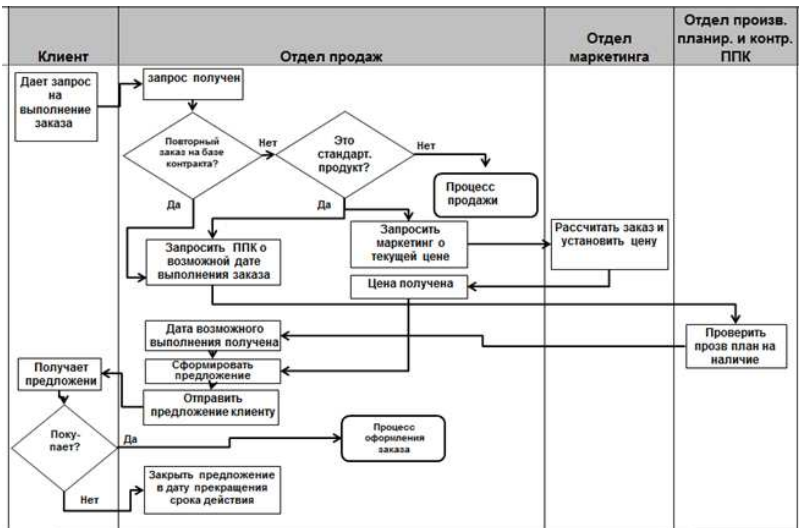 Клиент
Отдел продаж
Отдел
маркетинга
Отдел произв.
планир. и контр.
ППК
Дает запрос
на
выполнение
заказа
запрос получен
Повторный
заказ на базе
контракта?
Нет
Это
стандарт.
продукт?
Нет
Процесс
продажи
Да
Да
Запросить ППК о
возможной дате
выполнения заказа
Запросить
маркетинг о
текущей цене
Рассчитать заказ и
установить цену
Цена получена
Дата возможного
выполнения получена
Проверить
прозв план на
наличие
Сформировать
предложение
Получает
предложени
Отправить
предложение клиенту
Поку-
пает?
Да
Процесс
оформления
заказа
Нет
Закрыть предложение
в дату прекращения
срока действия